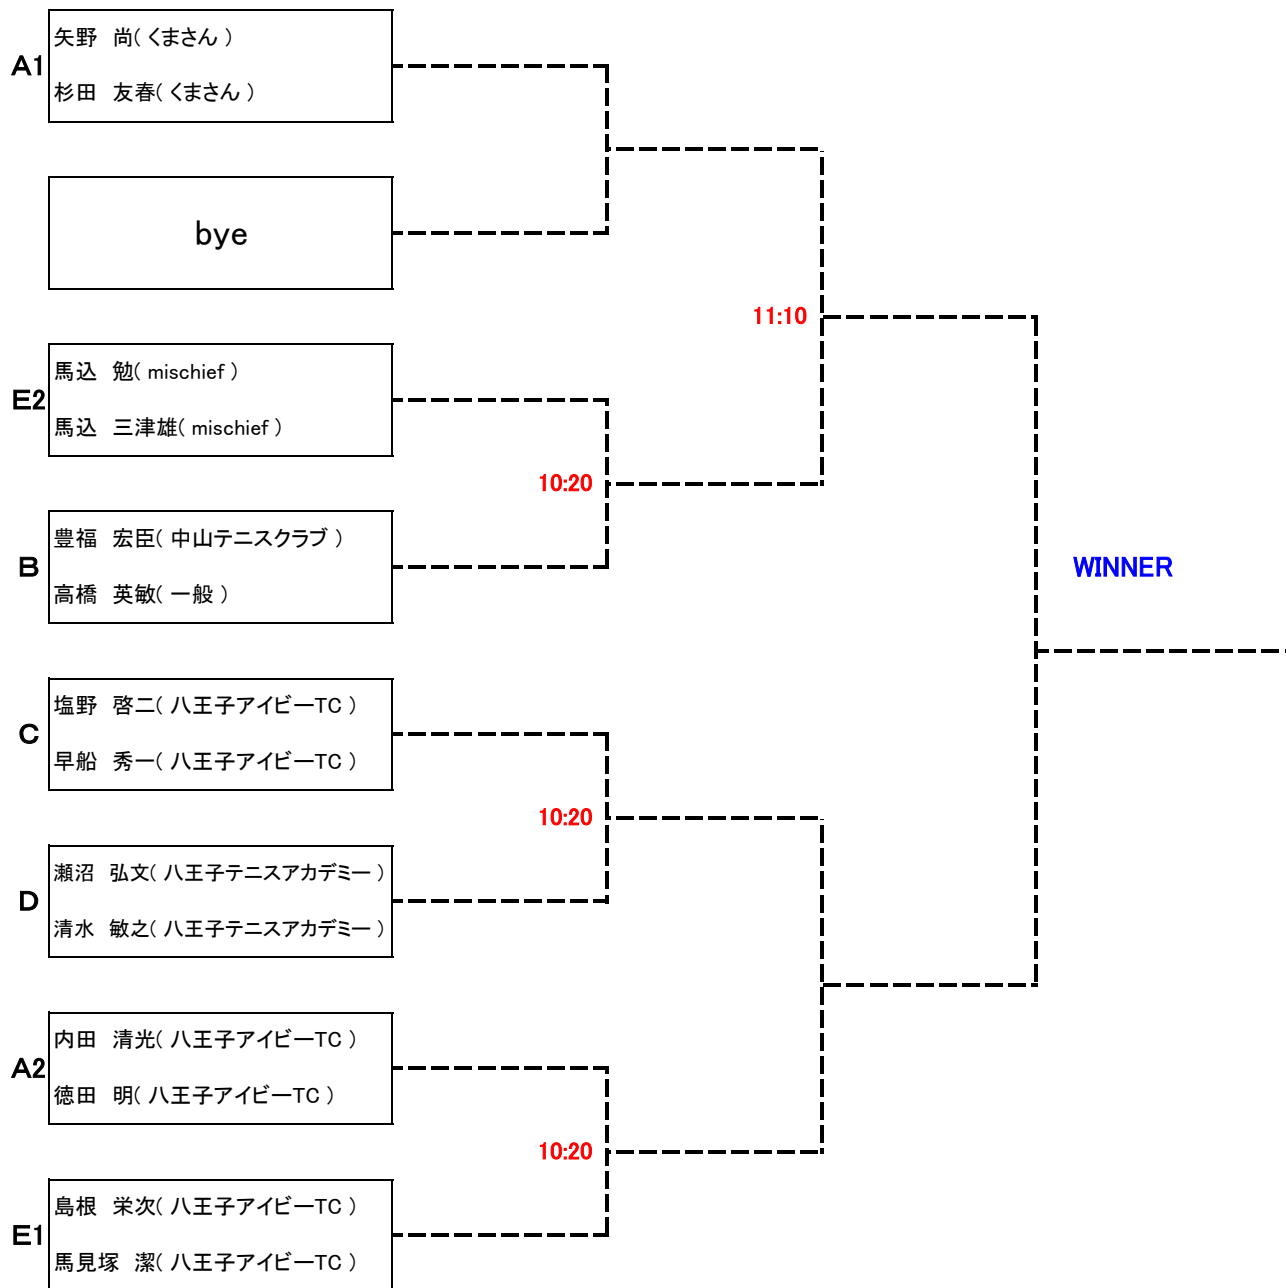 A1
矢野　尚( くまさん )
杉田　友春( くまさん )
bye
11:10
E2
馬込　勉( mischief )
馬込　三津雄( mischief )
10:20
B
豊福　宏臣( 中山テニスクラブ )
高橋　英敏( 一般 )
WINNER
C
塩野　啓二( 八王子アイビーTC )
早船　秀一( 八王子アイビーTC )
10:20
D
瀬沼　弘文( 八王子テニスアカデミー )
清水　敏之( 八王子テニスアカデミー )
A2
内田　清光( 八王子アイビーTC )
徳田　明( 八王子アイビーTC )
10:20
E1
島根　栄次( 八王子アイビーTC )
馬見塚　潔( 八王子アイビーTC )